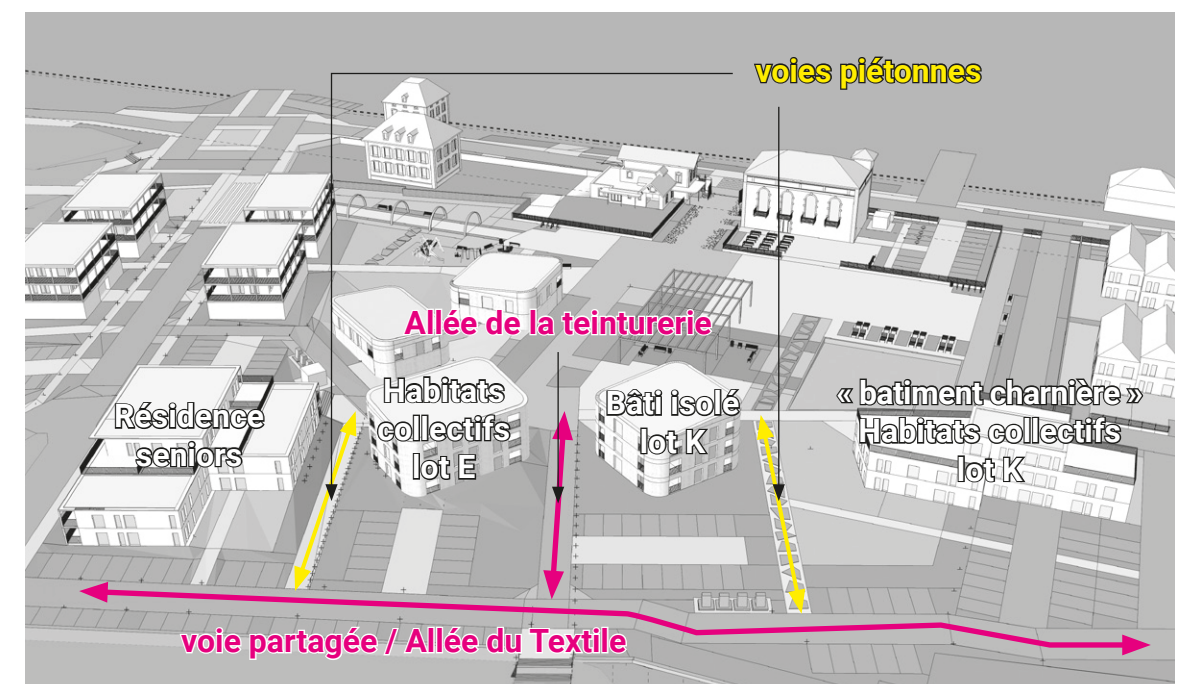 voies piétonnes
Allée de la teinturerie
Résidence
seniors
Habitats
collectifs
lot E
Bâti isolé
lot K
« batiment charnière »
Habitats collectifs
lot K
voie partagée / Allée du Textile